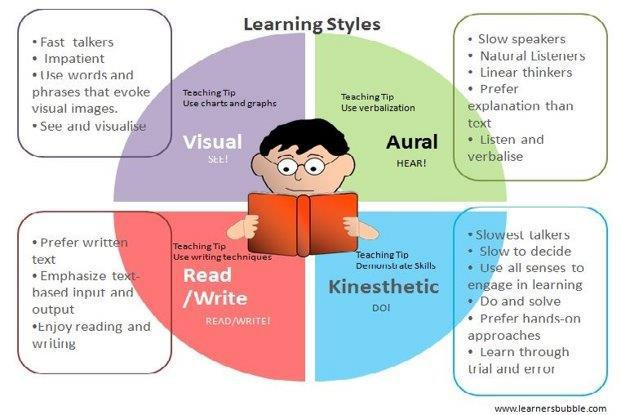 Learning Styles
• Fast talkers
• Impatient
• Use words and
phrases that evoke
visual images.
• See and visualise
Teaching Tip
Use charts and graphs
Visual
SEE!
Teaching Tip
Use verbalization
Aural
HEAR!
• Slow speakers
• Natural Listeners
• Linear thinkers
• Prefer
explanation than
text
• Listen and
verbalise
• Prefer written
text
• Emphasize text-
based input and
output
•Enjoy reading and
writing
Teaching Tip
Use writing techniques
Read
/Write
READ/WRITE!
Teaching Tip
Demonstrate Skills
Kinesthetic
DO!
• Slowest talkers
• Slow to decide
• Use all senses to
engage in learning
• Do and solve
• Prefer hands-on
approaches
• Learn through
trial and error
www.learnersbubble.com